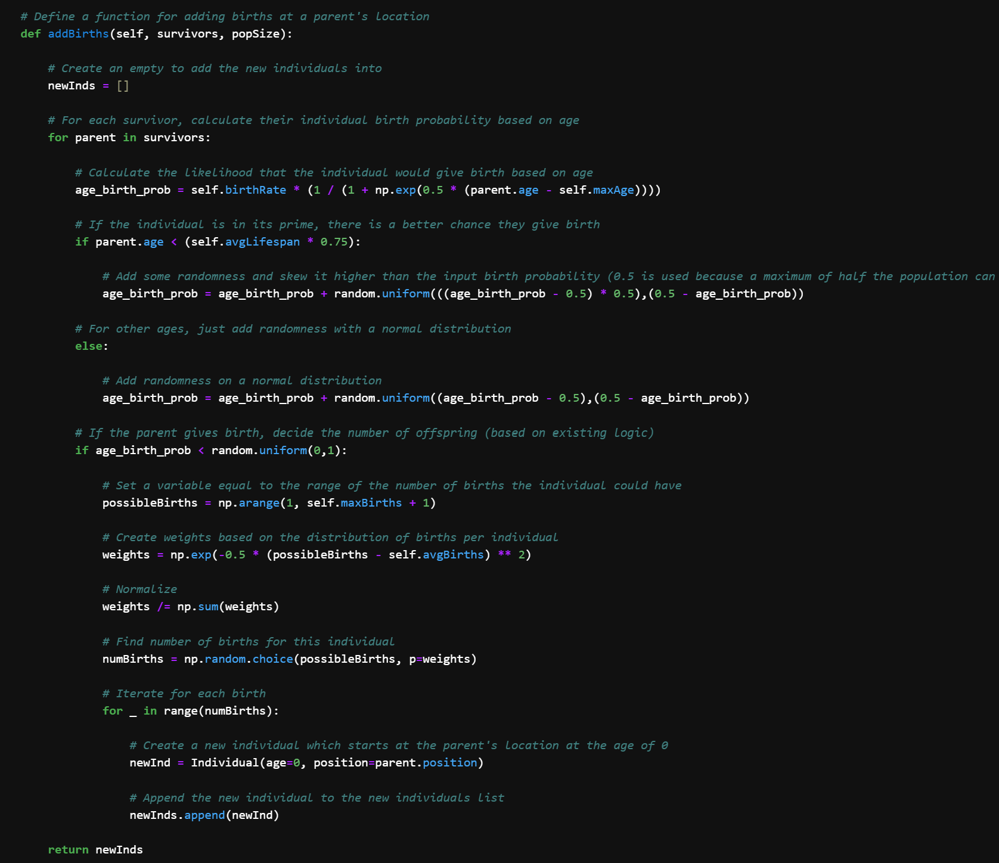 # Define a function for adding births at a parent's location
def addBirths(self, survivors, popSize):
# Create an empty to add the new individuals into
newInds = []
# For each survivor, calculate their individual birth probability based on age
for parent in survivors:
# Calculate the likelihood that the individual would give birth based on age
age_birth_prob = self.birthRate * (1 / (1 + np.exp(0.5 * (parent.age - self.maxAge))))
# If the individual is in its prime, there is a better chance they give birth
if parent.age < (self.avgLifespan * 0.75):
# Add some randomness and skew it higher than the input birth probability (0.5 is used because a maximum of half the population can
age_birth_prob = age_birth_prob + random.uniform(((age_birth_prob - 0.5) * 0.5),(0.5 - age_birth_prob))
# For other ages, just add randomness with a normal distribution
else:
# Add randomness on a normal distribution
age_birth_prob = age_birth_prob + random.uniform((age_birth_prob - 0.5),(0.5 - age_birth_prob))
# If the parent gives birth, decide the number of offspring (based on existing logic)
if age_birth_prob < random.uniform(0,1):
# Set a variable equal to the range of the number of births the individual could have
possibleBirths = np.arange(1, self.maxBirths + 1)
# Create weights based on the distribution of births per individual
weights = np.exp(-0.5 * (possibleBirths - self.avgBirths) ** 2)
# Normalize
weights /= np.sum(weights)
# Find number of births for this individual
numBirths = np.random.choice(possibleBirths, p=weights)
# Iterate for each birth
for _ in range(numBirths):
# Create a new individual which starts at the parent's location at the age of 0
newInd = Individual(age=0, position=parent.position)
# Append the new individual to the new individuals list
newInds.append(newInd)
return newInds